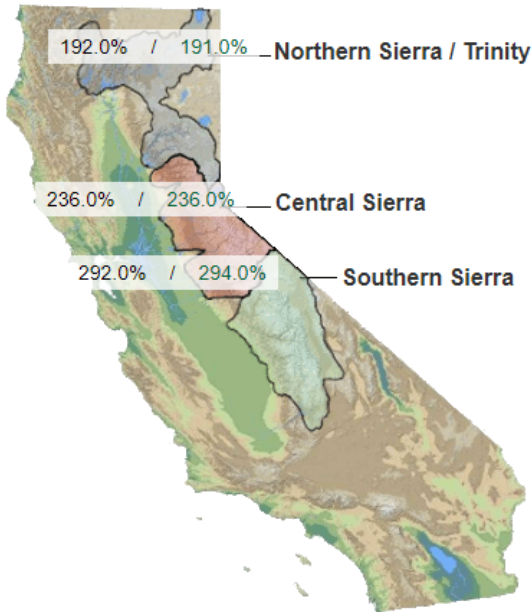 192.0% / 191.0% Northern Sierra / Trinity
236.0% / 236.0% Central Sierra
292.0% / 294.0% Southern Sierra